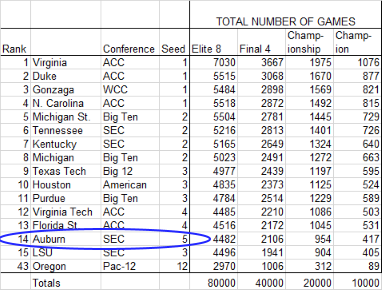 TOTAL NUMBER OF GAMES
Rank Conference Seed Elite 8 Final 4 Champ-ionship Champ-ion
1 Virginia ACC 1 7030 3667 1975 1076
2 Duke ACC 1 5515 3068 1670 877
3 Gonzaga WCC 1 5484 2898 1569 821
4 N. Carolina ACC 1 5518 2872 1492 815
5 Michigan St. Big Ten 2 5504 2781 1445 729
6 Tennessee SEC 2 5216 2813 1401 726
7 Kentucky SEC 2 5165 2649 1324 640
8 Michigan Big Ten 2 5023 2491 1272 663
9 Texas Tech Big 12 3 4977 2439 1197 595
10 Houston American 3 4835 2373 1125 524
11 Purdue Big Ten 3 4784 2514 1229 589
12 Virginia Tech ACC 4 4485 2210 1086 503
13 Florida St. ACC 4 4516 2172 1045 531
14 Auburn SEC 5 4482 2106 954 417
15 LSU SEC 3 4496 1941 904 405
43 Oregon Pac-12 12 2970 1006 312 89
Totals 80000 40000 20000 10000